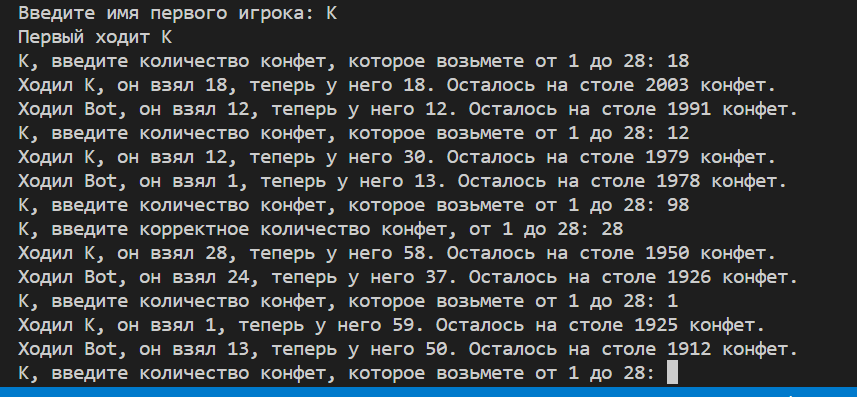 Введите имя первого игрока: K
Первый ходит K
K, введите количество конфет, которое возьмете от 1 до 28: 18
Ходил K, он взял 18, теперь у него 18. Осталось на столе 2003 конфет.
Ходил Bot, он взял 12, теперь у него 12. Осталось на столе 1991 конфет.
K, введите количество конфет, которое возьмете от 1 до 28: 12
Ходил K, он взял 12, теперь у него 30. Осталось на столе 1979 конфет.
Ходил Bot, он взял 1, теперь у него 13. Осталось на столе 1978 конфет.
K, введите количество конфет, которое возьмете от 1 до 28: 98
K, введите корректное количество конфет, от 1 до 28: 28
Ходил K, он взял 28, теперь у него 58. Осталось на столе 1950 конфет.
Ходил Bot, он взял 24, теперь у него 37. Осталось на столе 1926 конфет.
K, введите количество конфет, которое возьмете от 1 до 28: 1
Ходил K, он взял 1, теперь у него 59. Осталось на столе 1925 конфет.
Ходил Bot, он взял 13, теперь у него 50. Осталось на столе 1912 конфет.
K, введите количество конфет, которое возьмете от 1 до 28: